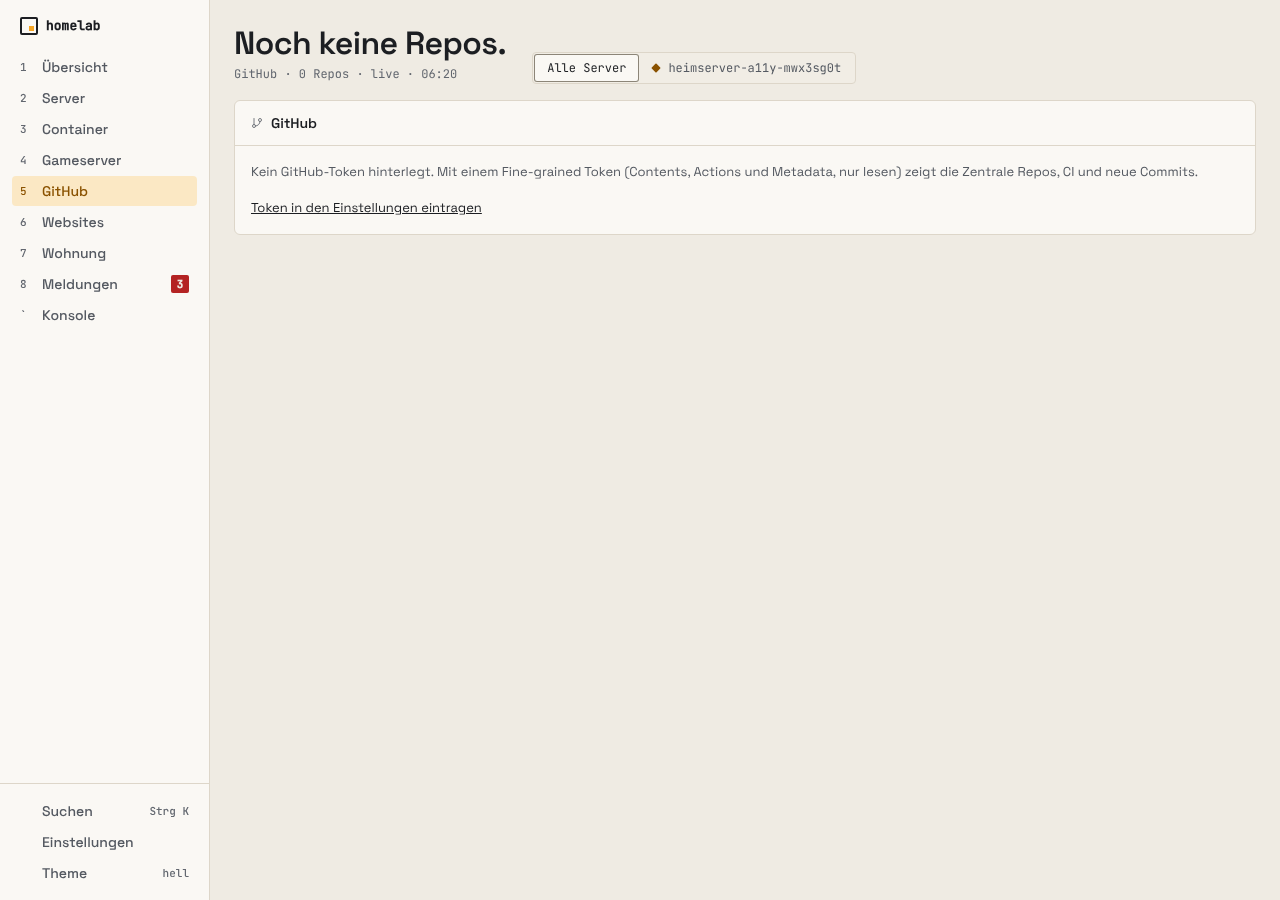 homelab
1 Übersicht
2 Server
3 Container
4 Gameserver
5 GitHub
6 Websites
7 Wohnung
8 Meldungen 3
` Konsole
Suchen Strg K
Einstellungen
Theme hell
Noch keine Repos.
GitHub · 0 Repos · live · 06:20
Alle Server ◆ heimserver-a11y-mwx3sg0t
GitHub
Kein GitHub-Token hinterlegt. Mit einem Fine-grained Token (Contents, Actions und Metadata, nur lesen) zeigt die Zentrale Repos, CI und neue Commits.
Token in den Einstellungen eintragen